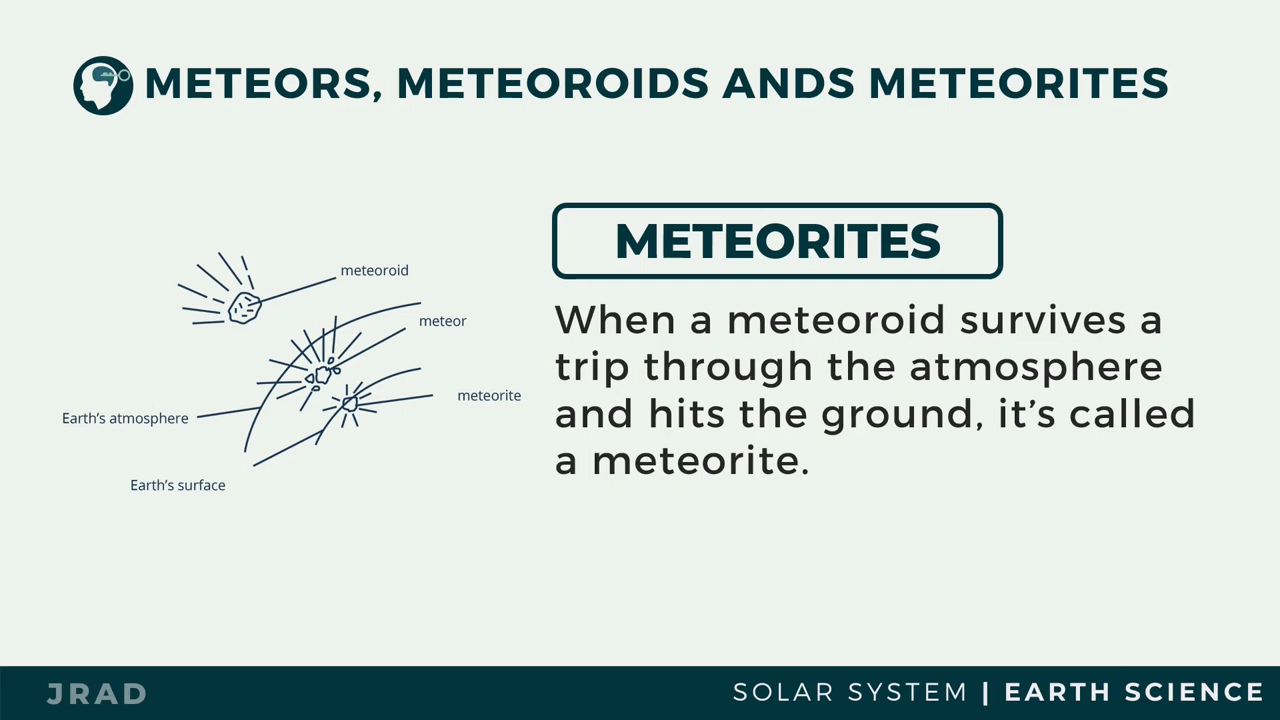 METEORS, METEOROIDS ANDS METEORITES
meteoroid
meteor
meteorite
Earth’s atmosphere
Earth’s surface
METEORITES
When a meteoroid survives a
trip through the atmosphere
and hits the ground, it’s called
a meteorite.
JRAD
SOLAR SYSTEM | EARTH SCIENCE